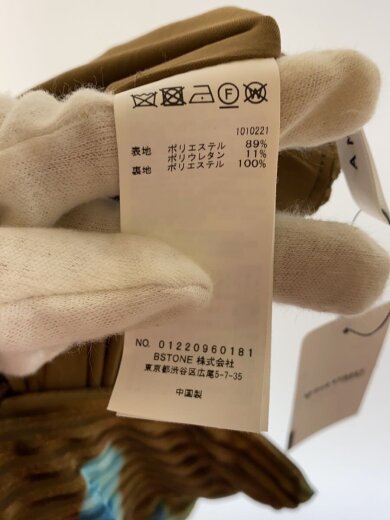 1010221
表地 ポリエステル 89%
ポリウレタン 11%
裏地 ポリエステル 100%
NO. 01220960181
BSTONE 株式会社
東京都渋谷区広尾5-7-35
中国製